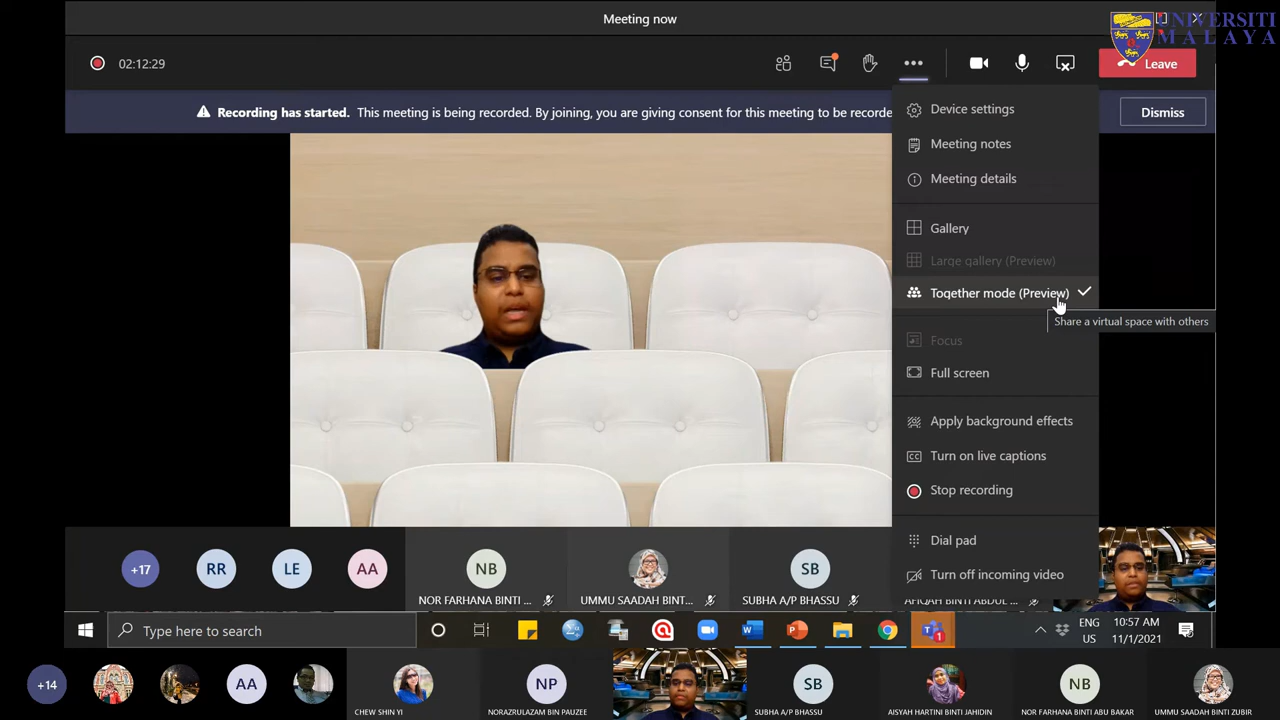 Meeting now
UNIVERSITI
MALAYA
02:12:29
Leave
Recording has started. This meeting is being recorded. By joining, you are giving consent for this meeting to be recorde
Dismiss
Device settings
Meeting notes
Meeting details
Gallery
Large gallery (Preview)
Together mode (Preview)
Share a virtual space with others
Focus
Full screen
Apply background effects
CC Turn on live captions
Stop recording
Dial pad
Turn off incoming video
+17
RR
LE
AA
NB
SB
NOR FARHANA BINTI ...
UMMU SAADAH BINT...
SUBHA A/P BHASSU
AFIQAH BINTI ABDUL ...
Type here to search
ENG
US
10:57 AM
11/1/2021
+14
AA
NP
SB
NB
CHEW SHIN YI
NORAZRULAZAM BIN PAUZEE
SUBHA A/P BHASSU
AISYAH HARTINI BINTI JAHIDIN
NOR FARHANA BINTI ABU BAKAR
UMMU SAADAH BINTI ZUBIR